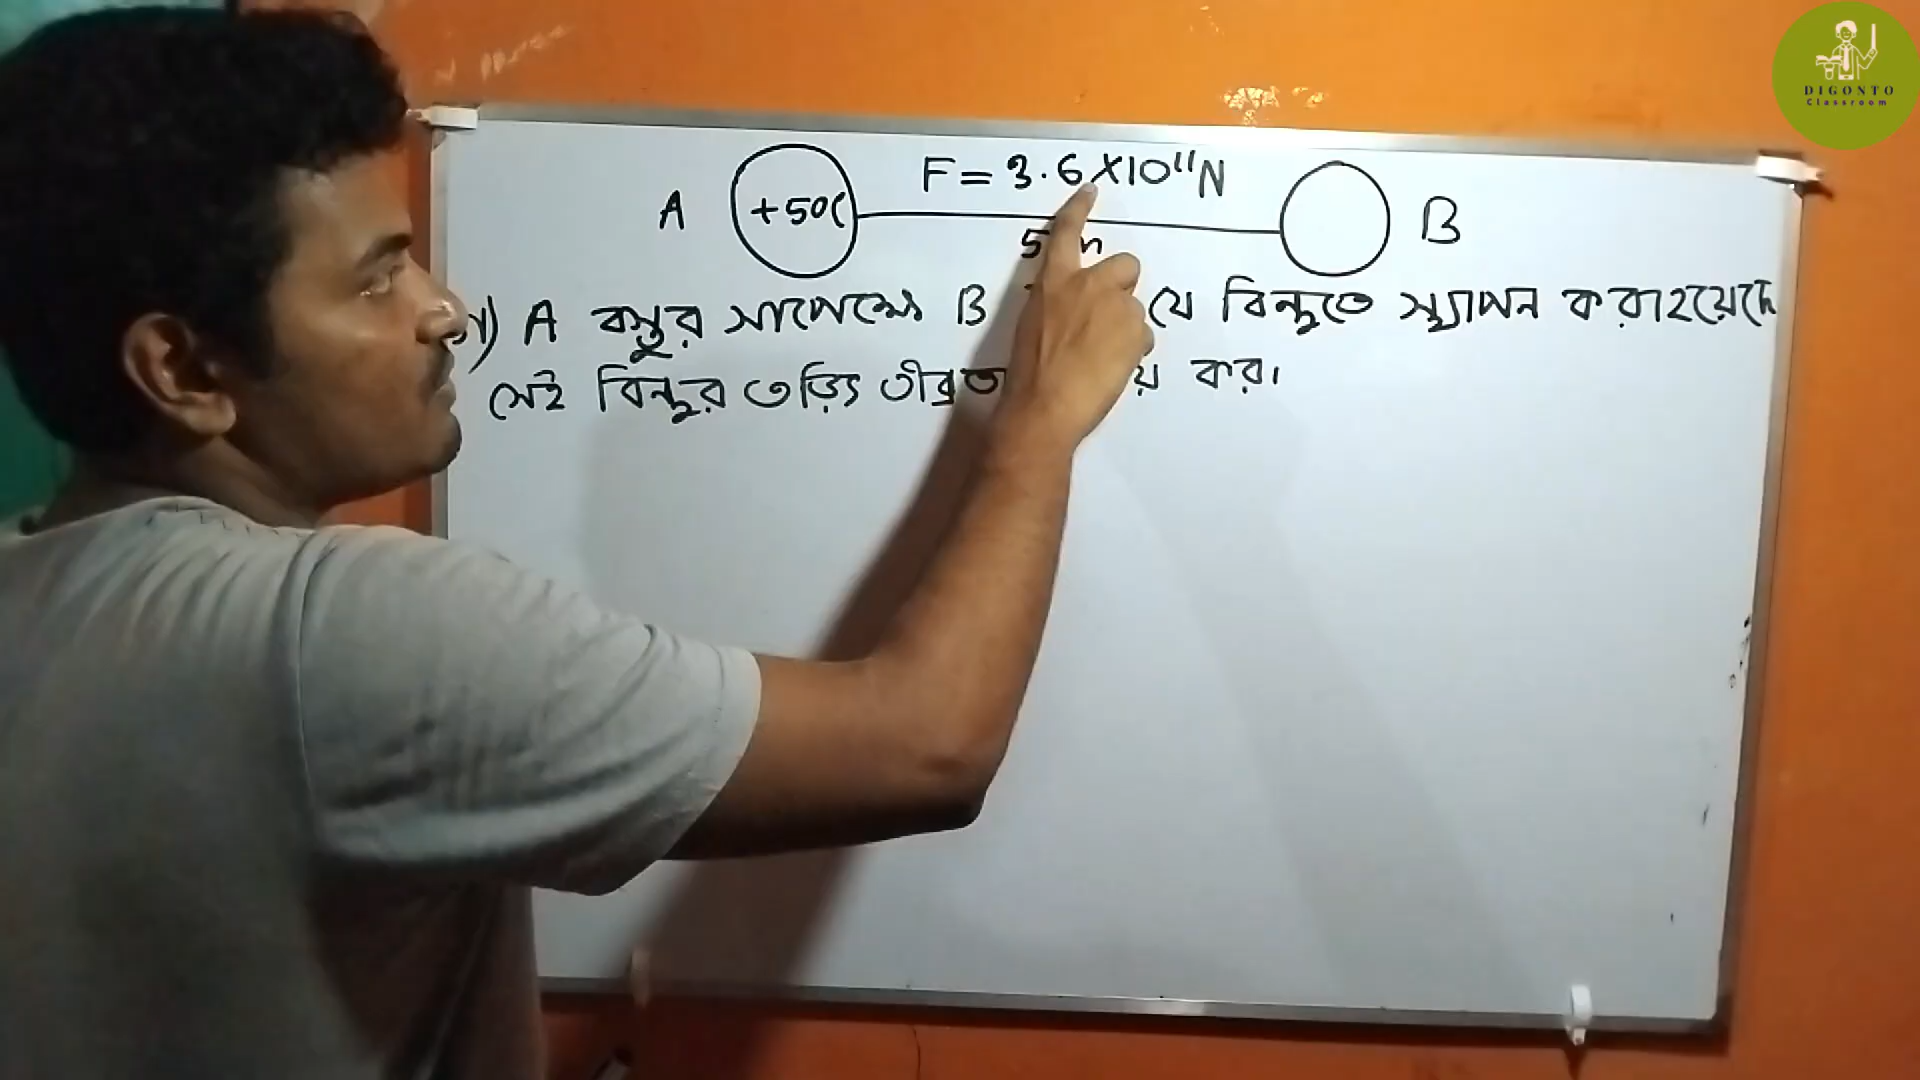 DIGONTO
Classroom
F = 3.6×10¹¹N
A +50C B
5 m
গ) A বস্তুর সাপেক্ষে B যে বিন্দুতে স্থাপন করা হয়েছে
সেই বিন্দুর তড়িৎ তীব্রতা কর।